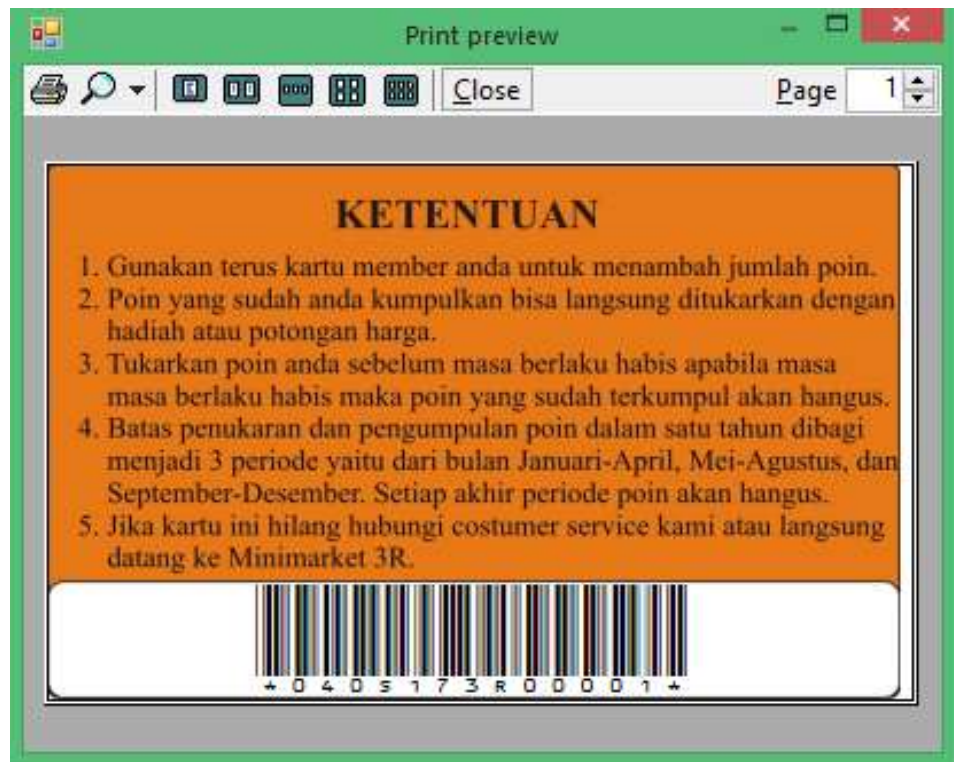 Print preview
Close
Page 1
KETENTUAN
1. Gunakan terus kartu member anda untuk menambah jumlah poin.
2. Poin yang sudah anda kumpulkan bisa langsung ditukarkan dengan
hadiah atau potongan harga.
3. Tukarkan poin anda sebelum masa berlaku habis apabila masa
masa berlaku habis maka poin yang sudah terkumpul akan hangus.
4. Batas penukaran dan pengumpulan poin dalam satu tahun dibagi
menjadi 3 periode yaitu dari bulan Januari-April, Mei-Agustus, dan
September-Desember. Setiap akhir periode poin akan hangus.
5. Jika kartu ini hilang hubungi costumer service kami atau langsung
datang ke Minimarket 3R.
*040S173R00001*